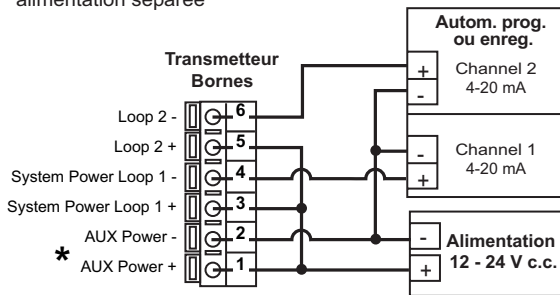 alimentation séparée
Transmetteur
Bornes
Loop 2 - 6
Loop 2 + 5
System Power Loop 1 - 4
System Power Loop 1 + 3
AUX Power - 2
* AUX Power + 1
Autom. prog.
ou enreg.
+ Channel 2
- 4-20 mA
- Channel 1
+ 4-20 mA
- Alimentation
+ 12 - 24 V c.c.